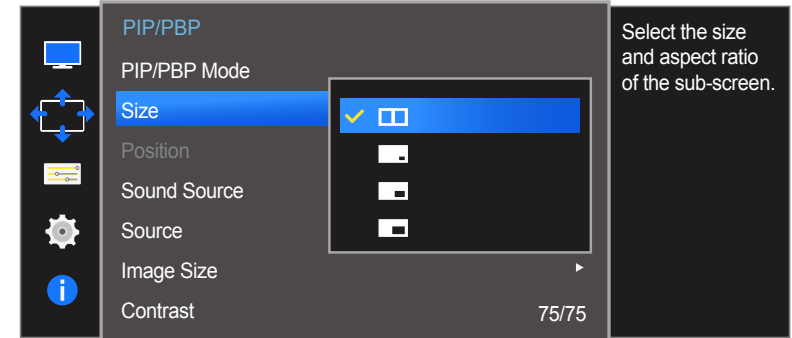 PIP/PBP
PIP/PBP Mode
Size
Position
Sound Source
Source
Image Size
Contrast
75/75
Select the size
and aspect ratio
of the sub-screen.